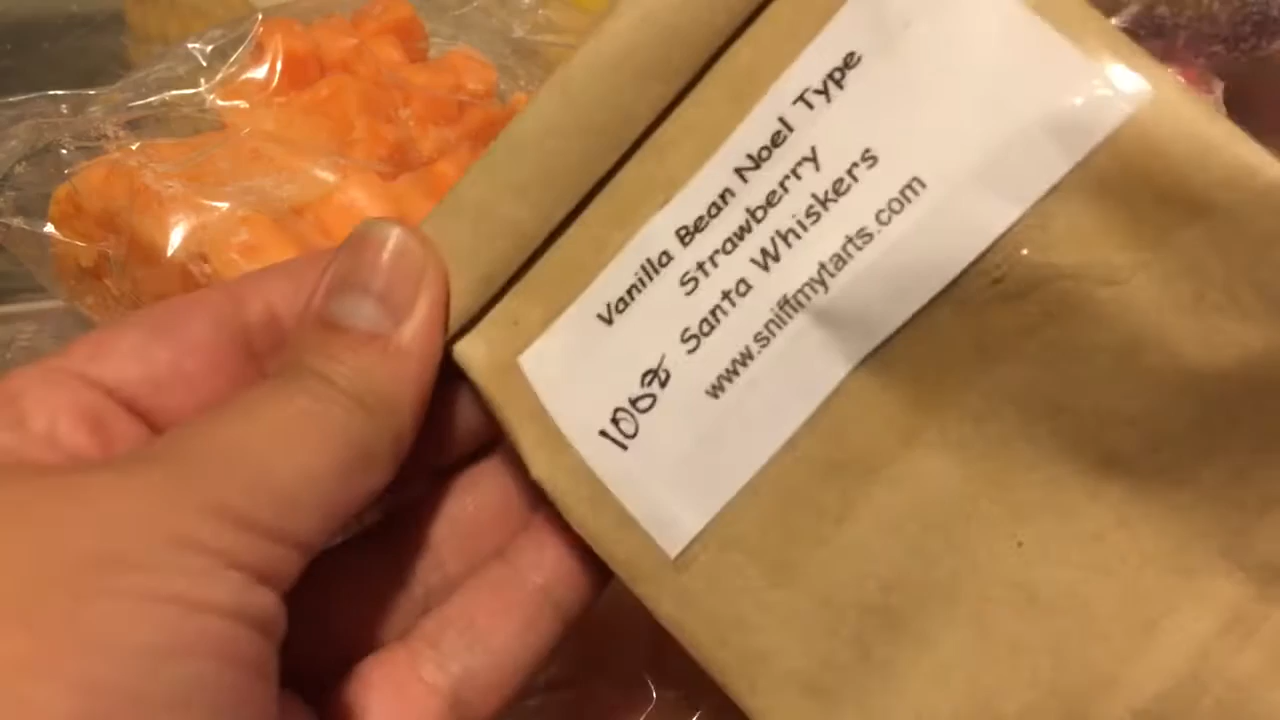 Vanilla Bean Noel Type
Strawberry
Santa Whiskers
www.sniffmytarts.com
10oz